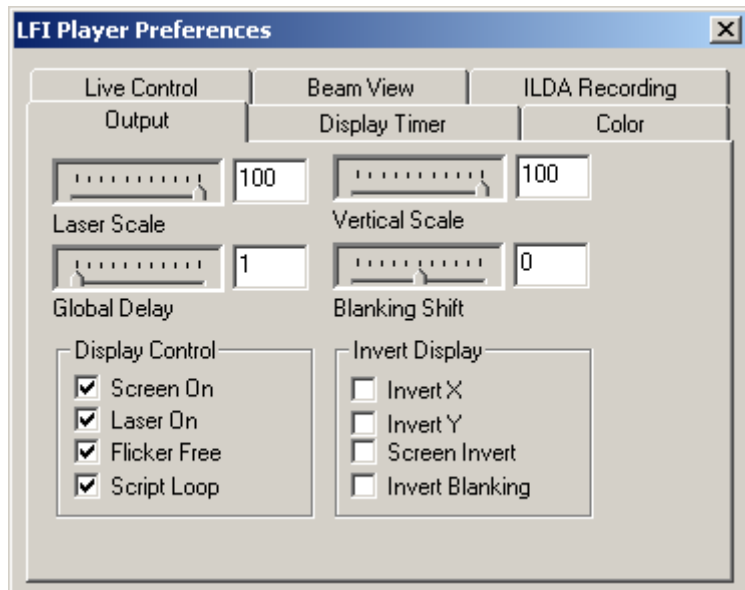 LFI Player Preferences
Live Control
Beam View
ILDA Recording
Output
Display Timer
Color
100
100
Laser Scale
Vertical Scale
1
0
Global Delay
Blanking Shift
Display Control
Screen On
Laser On
Flicker Free
Script Loop
Invert Display
Invert X
Invert Y
Screen Invert
Invert Blanking